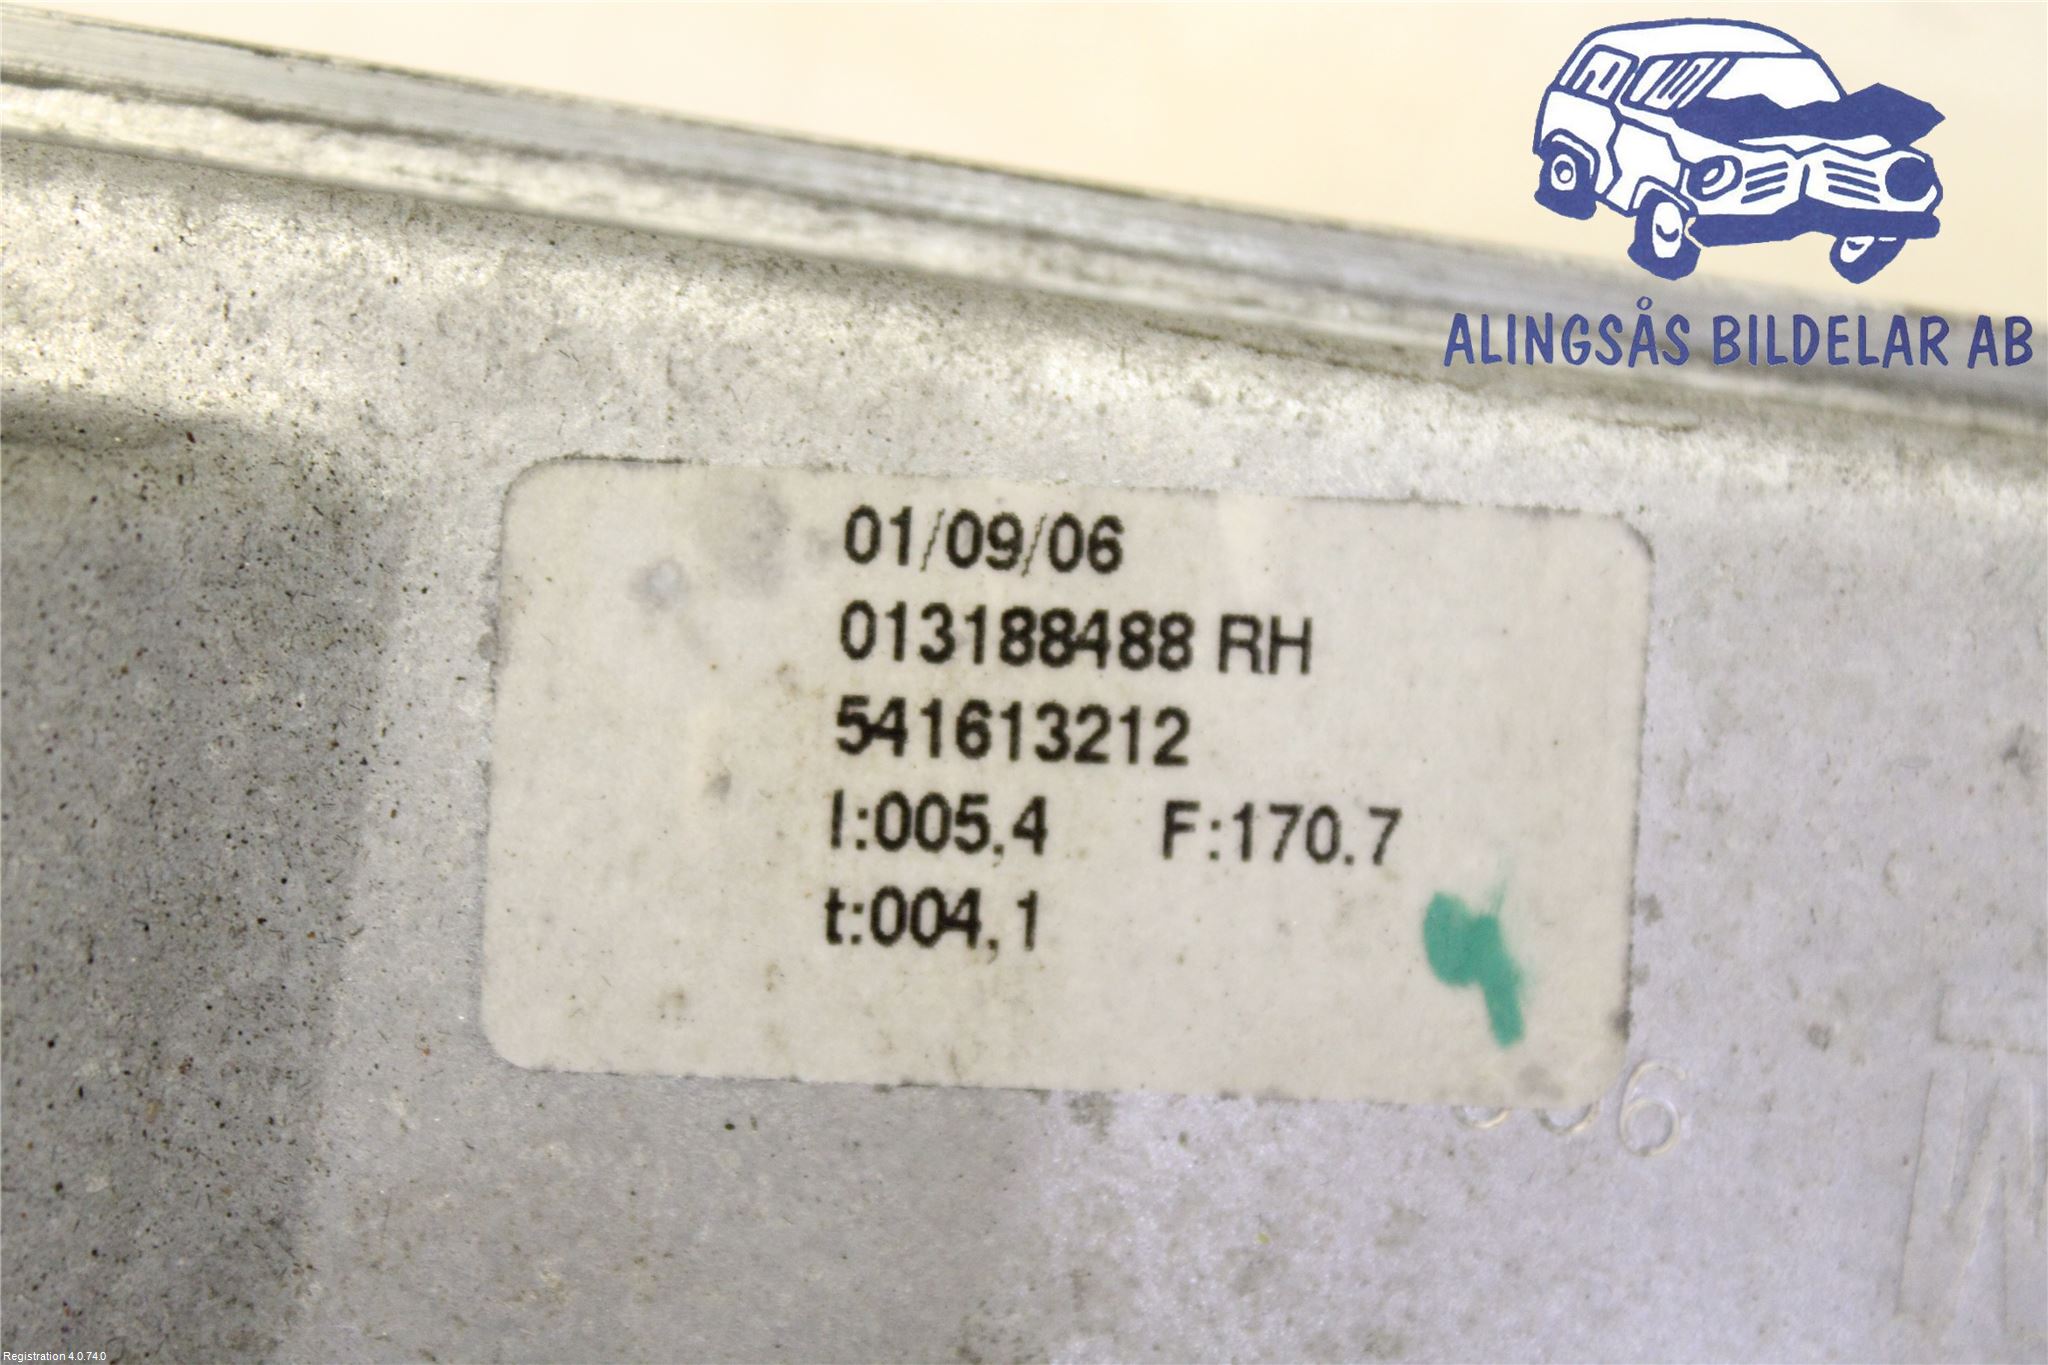 ALINGSÅS BILDELAR AB
01/09/06
013188488 RH
541613212
I:005,4 F:170.7
t:004,1
Registration 4.0.74.0